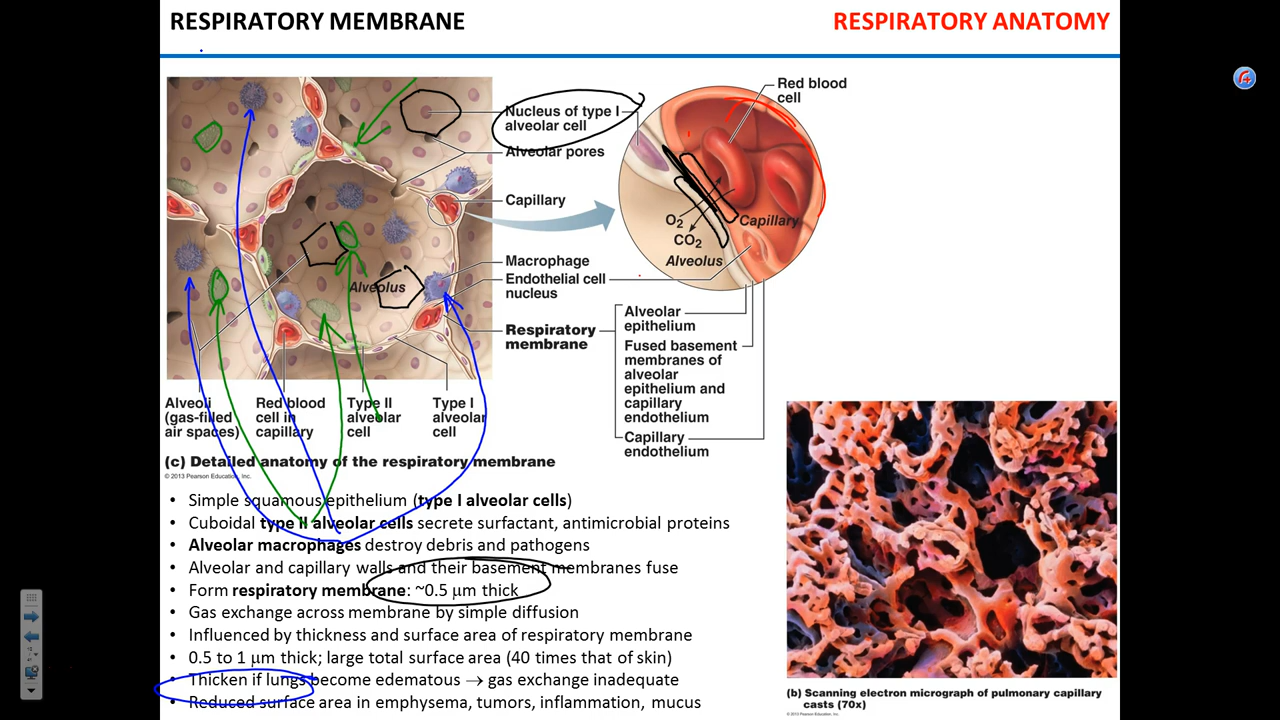 RESPIRATORY MEMBRANE
RESPIRATORY ANATOMY
Red blood
cell
Nucleus of type I
alveolar cell
Alveolar pores
Capillary
Macrophage
Endothelial cell
nucleus
Respiratory
membrane
O2
CO2
Capillary
Alveolus
Alveolus
Alveolar
epithelium
Fused basement
membranes of
alveolar
epithelium and
capillary
endothelium
Capillary
endothelium
Alveoli
(gas-filled
air spaces)
Red blood
cell in
capillary
Type II
alveolar
cell
Type I
alveolar
cell
(c) Detailed anatomy of the respiratory membrane
© 2013 Pearson Education, Inc.
• Simple squamous epithelium (type I alveolar cells)
• Cuboidal type II alveolar cells secrete surfactant, antimicrobial proteins
• Alveolar macrophages destroy debris and pathogens
• Alveolar and capillary walls and their basement membranes fuse
• Form respiratory membrane: ~0.5 μm thick
• Gas exchange across membrane by simple diffusion
• Influenced by thickness and surface area of respiratory membrane
• 0.5 to 1 μm thick; large total surface area (40 times that of skin)
• Thicken if lungs become edematous → gas exchange inadequate
• Reduced surface area in emphysema, tumors, inflammation, mucus
(b) Scanning electron micrograph of pulmonary capillary
casts (70x)
© 2013 Pearson Education, Inc.